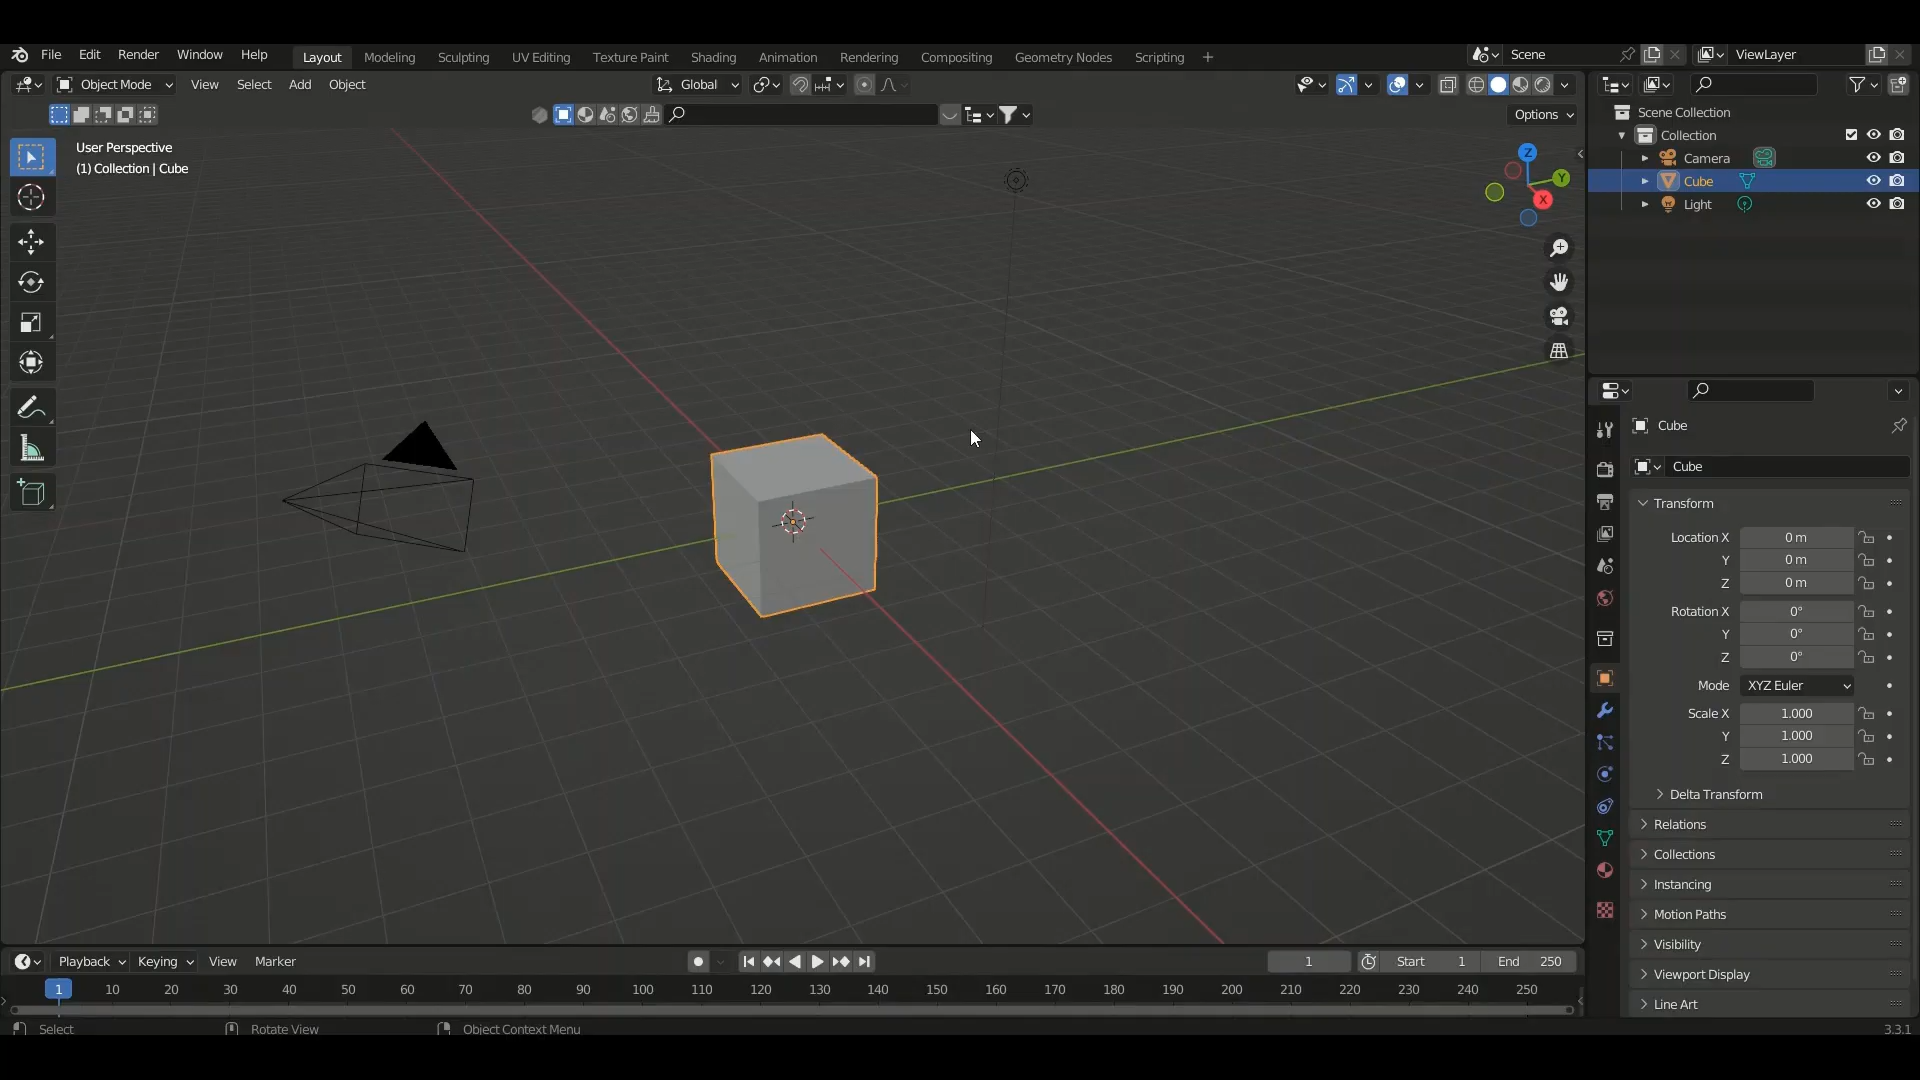 File Edit Render Window Help Layout Modeling Sculpting UV Editing Texture Paint Shading Animation Rendering Compositing Geometry Nodes Scripting + Scene ViewLayer
Object Mode View Select Add Object Global
Options
User Perspective
(1) Collection | Cube
Z
Y
X
Scene Collection
Collection
Camera
Cube
Light
Cube
Cube
Transform
Location X 0 m
Y 0 m
Z 0 m
Rotation X 0°
Y 0°
Z 0°
Mode XYZ Euler
Scale X 1.000
Y 1.000
Z 1.000
Delta Transform
Relations
Collections
Instancing
Motion Paths
Visibility
Viewport Display
Line Art
Playback Keying View Marker 1 Start 1 End 250
1 10 20 30 40 50 60 70 80 90 100 110 120 130 140 150 160 170 180 190 200 210 220 230 240 250
Select Rotate View Object Context Menu 3.3.1